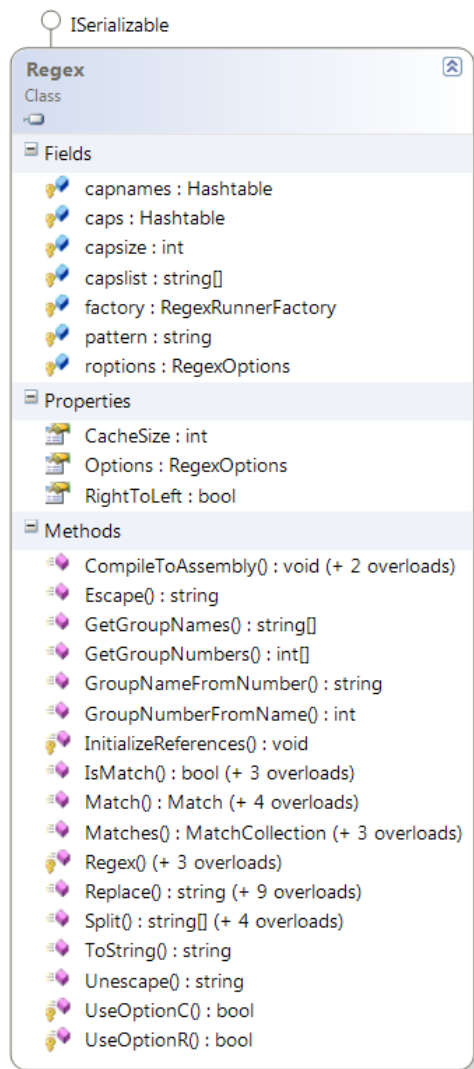 ISerializable
Regex
Class
Fields
capnames : Hashtable
caps : Hashtable
capsize : int
capslist : string[]
factory : RegexRunnerFactory
pattern : string
roptions : RegexOptions
Properties
CacheSize : int
Options : RegexOptions
RightToLeft : bool
Methods
CompileToAssembly() : void (+ 2 overloads)
Escape() : string
GetGroupNames() : string[]
GetGroupNumbers() : int[]
GroupNameFromNumber() : string
GroupNumberFromName() : int
InitializeReferences() : void
IsMatch() : bool (+ 3 overloads)
Match() : Match (+ 4 overloads)
Matches() : MatchCollection (+ 3 overloads)
Regex() (+ 3 overloads)
Replace() : string (+ 9 overloads)
Split() : string[] (+ 4 overloads)
ToString() : string
Unescape() : string
UseOptionC() : bool
UseOptionR() : bool